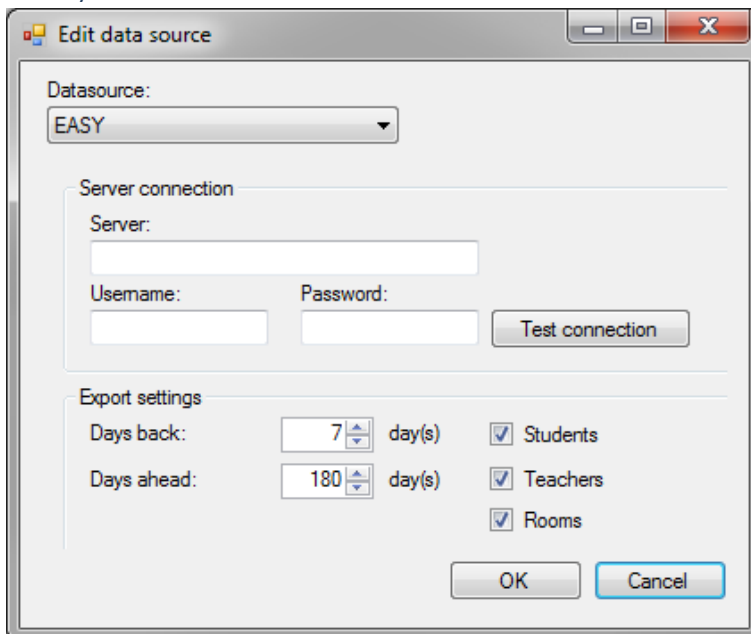 Edit data source
Datasource:
EASY
Server connection
Server:
Username: Password:
Test connection
Export settings
Days back: 7 day(s) Students
Days ahead: 180 day(s) Teachers
Rooms
OK Cancel